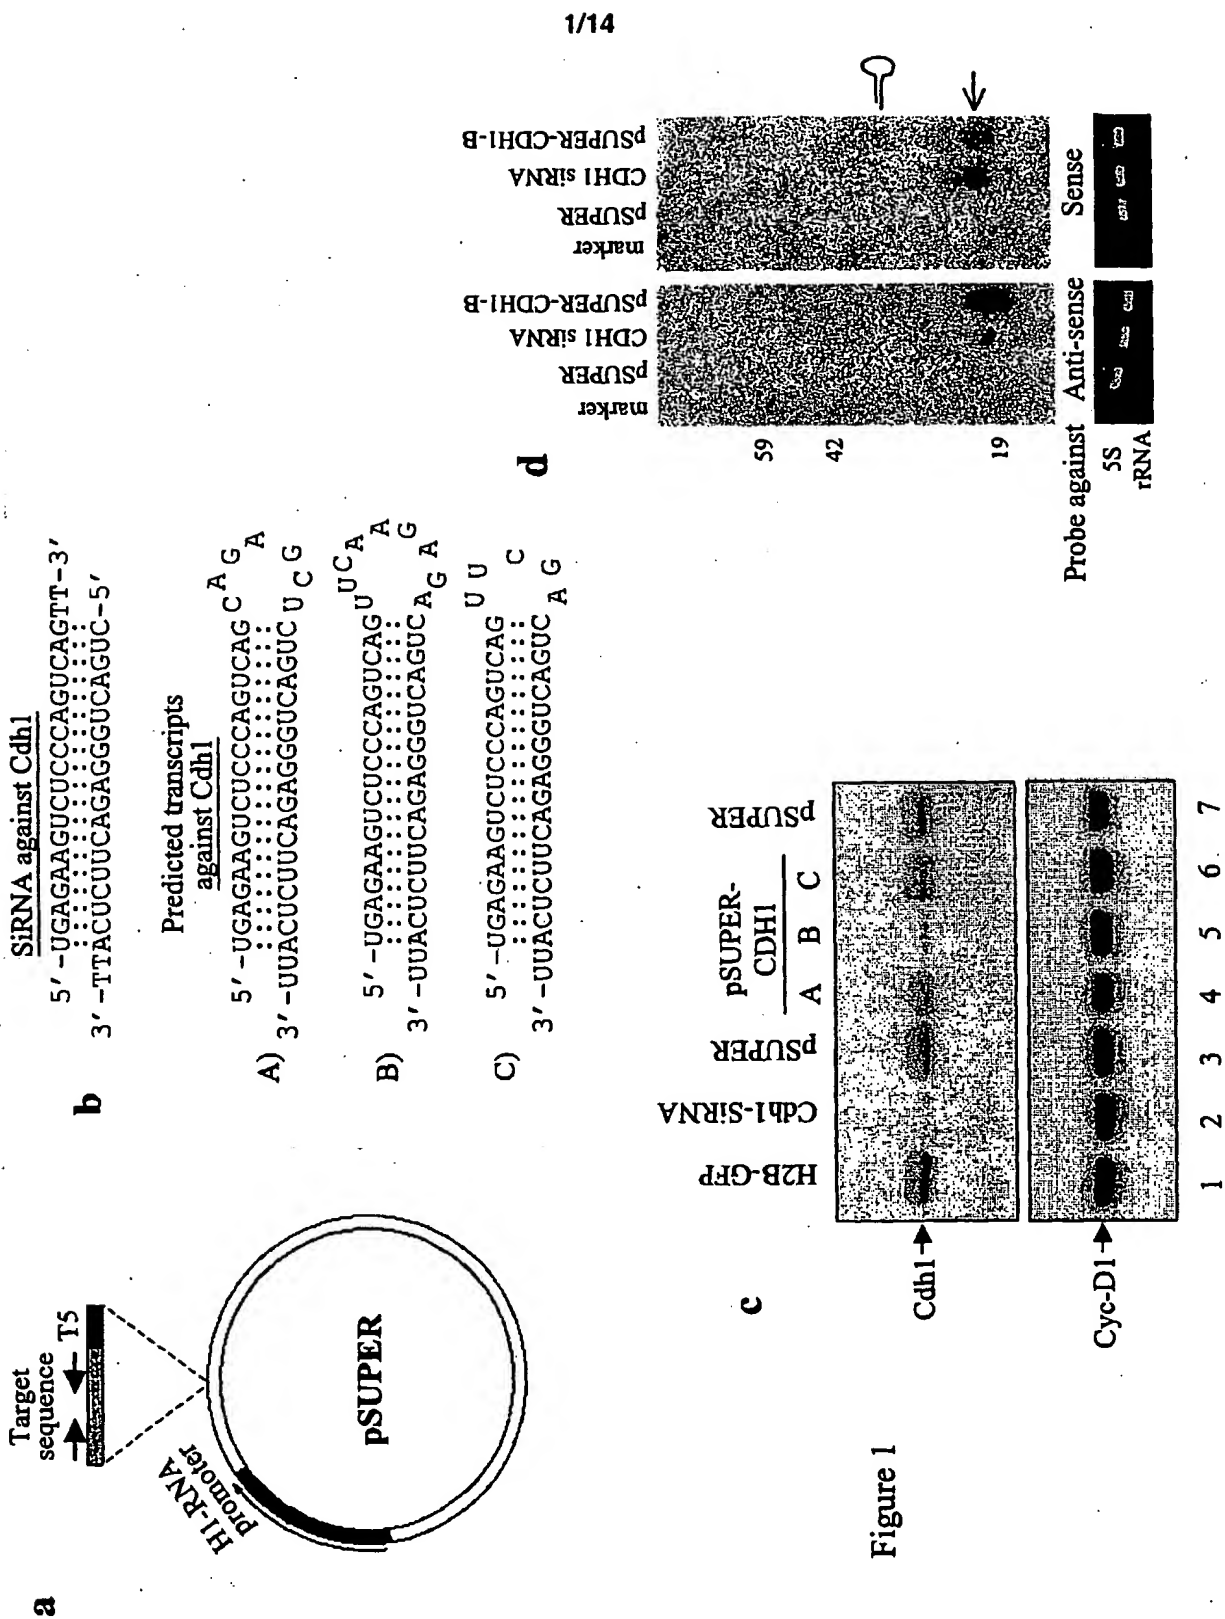 1/14
a
Target
sequence
T5
H1-RNA
promoter
pSUPER
b
SiRNA against Cdh1
5'-UGAGAAGUCUCCCAGUCAGTT-3'
3'-TTACUCUUCAGAGGGUCAGUC-5'
Predicted transcripts
against Cdh1
A)
5'-UGAGAAGUCUCCCAGUCAG
C A G A
3'-UUACUCUUCAGAGGGUCAGUC
U C G
B)
5'-UGAGAAGUCUCCCAGUCAG
U U C A A G
3'-UUACUCUUCAGAGGGUCAGUC
A G A
C)
5'-UGAGAAGUCUCCCAGUCAG
U U C
3'-UUACUCUUCAGAGGGUCAGUC
A G
c
H2B-GFP
Cdh1-SiRNA
pSUPER
pSUPER-
CDH1
A B C
pSUPER
Cdh1
Cyc-D1
1 2 3 4 5 6 7
d
marker
pSUPER
CDH1 siRNA
pSUPER-CDH1-B
marker
pSUPER
CDH1 siRNA
pSUPER-CDH1-B
59
42
19
Probe against Anti-sense Sense
5S
rRNA
Figure 1